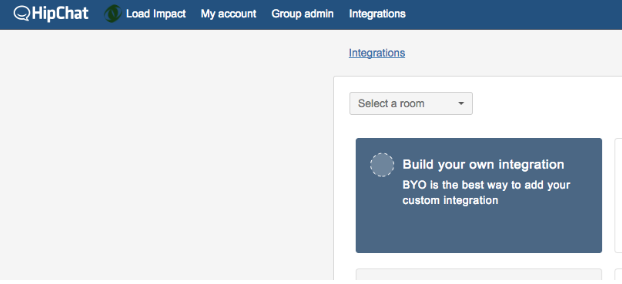 HipChat Load Impact My account Group admin Integrations
Integrations
Select a room
Build your own integration
BYO is the best way to add your
custom integration